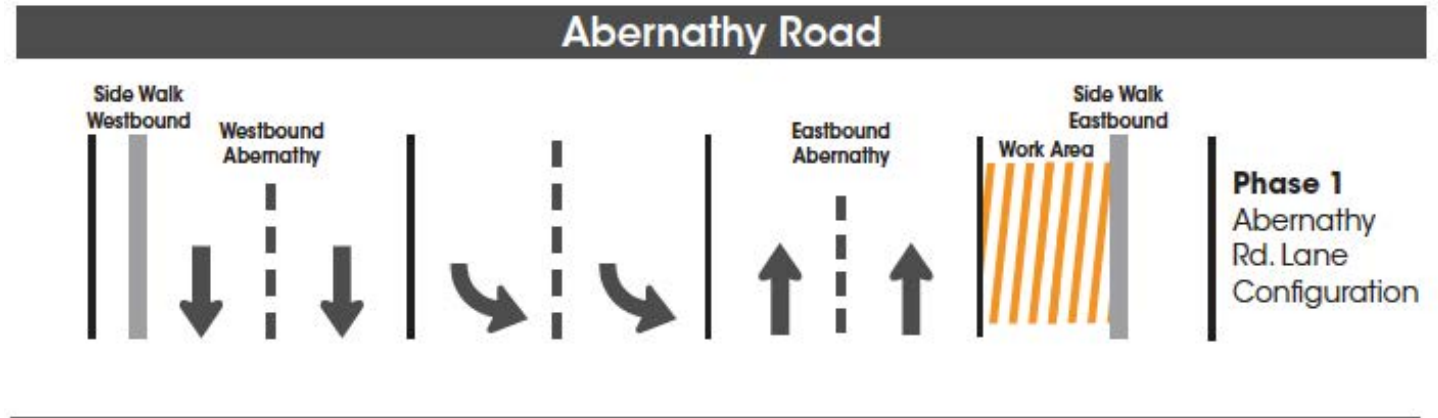 Abernathy Road
Side Walk
Westbound
Westbound
Abernathy
Eastbound
Abernathy
Work Area
Side Walk
Eastbound
Phase 1
Abernathy
Rd. Lane
Configuration